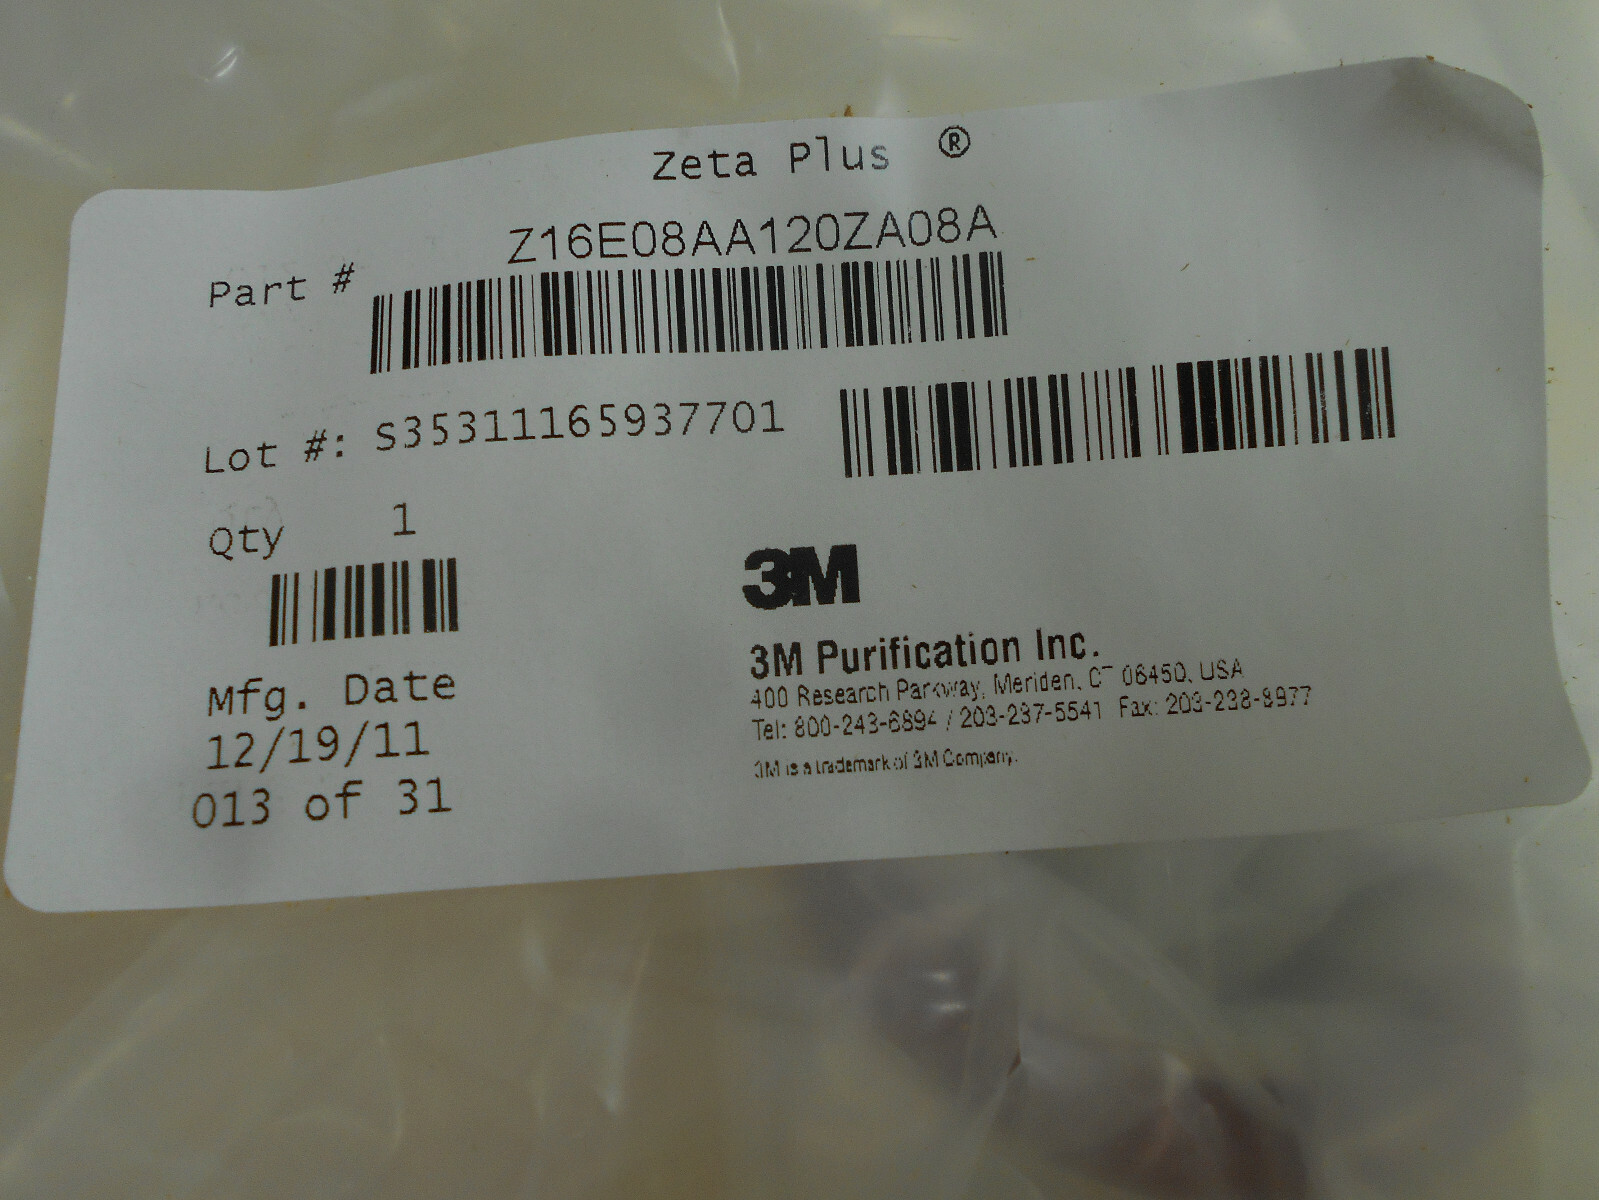 Zeta Plus ®
Z16E08AA120ZA08A
Part #
Lot #: S35311165937701
Qty 1
3M
Mfg. Date
12/19/11
013 of 31
3M Purification Inc.
400 Research Parkway, Meriden, CT 06450, USA
Tel: 800-243-6894 / 203-237-5541 Fax: 203-238-8977
3M is a trademark of 3M Company.